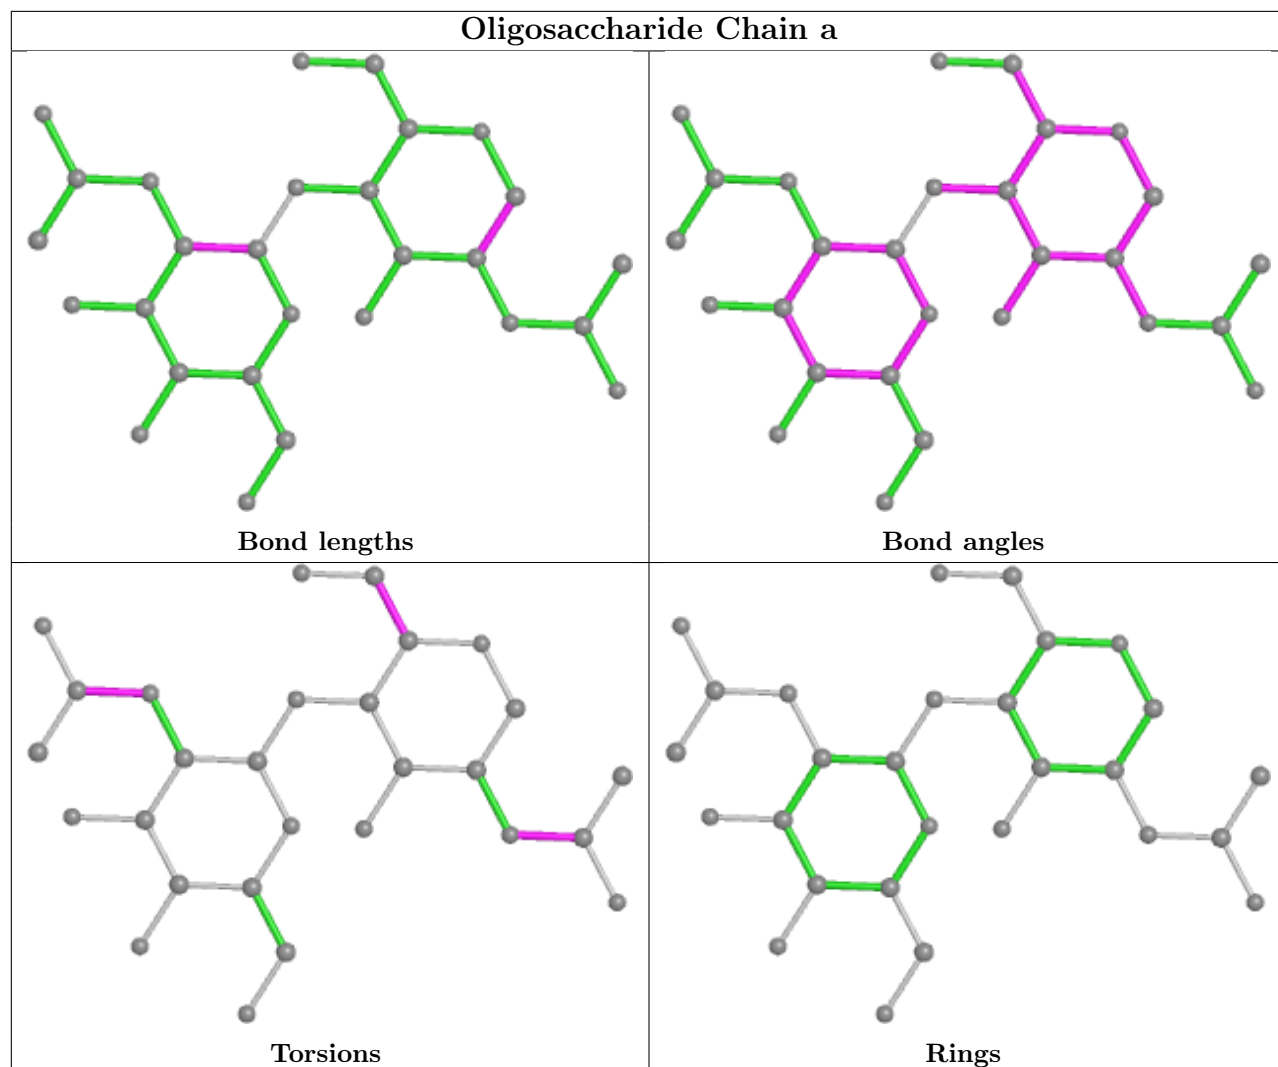 Oligosaccharide Chain a
Bond lengths
Bond angles
Torsions
Rings